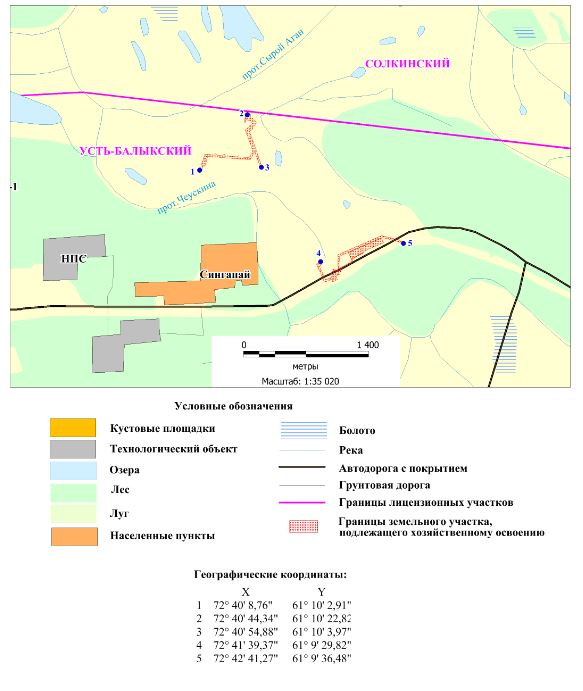 СОЛКИНСКИЙ
прот.Сырой Аган
2
УСТЬ-БАЛЫКСКИЙ
1
3
-1
прот.Чеускина
НПС
Сингапай
4
5
0 1 400
метры
Масштаб: 1:35 020
Условные обозначения
Кустовые площадки
Технологический объект
Озера
Лес
Луг
Населенные пункты
Болото
Река
Автодорога с покрытием
Грунтовая дорога
Границы лицензионных участков
Границы земельного участка,
подлежащего хозяйственному освоению
Географические координаты:
X Y
1 72° 40' 8,76" 61° 10' 2,91"
2 72° 40' 44,34" 61° 10' 22,82
3 72° 40' 54,88" 61° 10' 3,97"
4 72° 41' 39,37" 61° 9' 29,82"
5 72° 42' 41,27" 61° 9' 36,48"